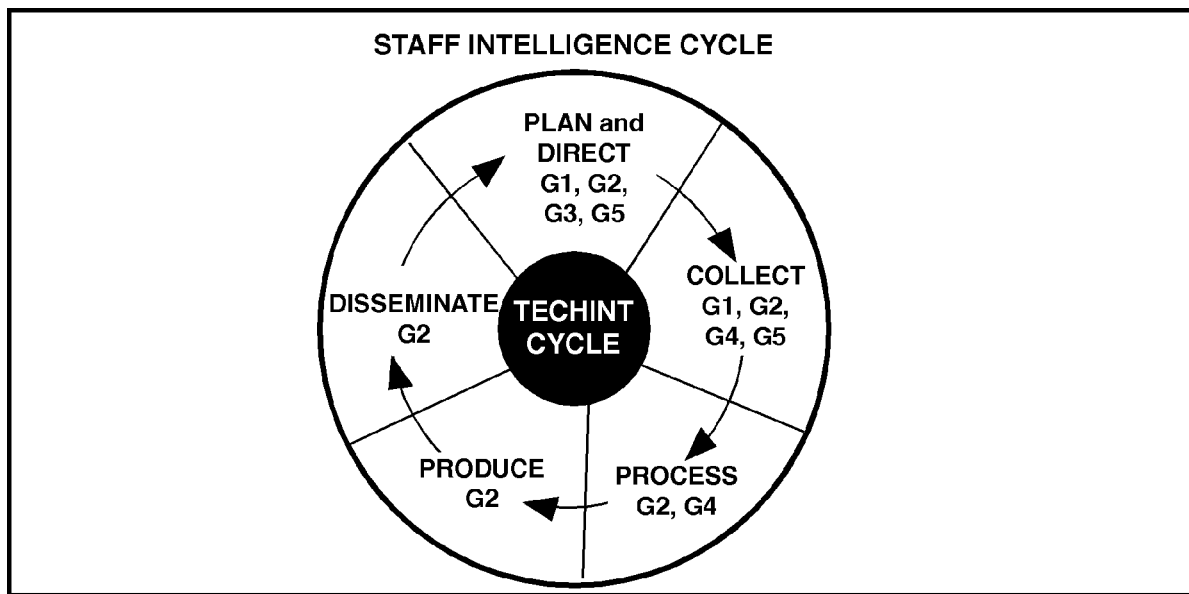 STAFF INTELLIGENCE CYCLE
PLAN and
DIRECT
G1, G2,
G3, G5
COLLECT
G1, G2,
G4, G5
PROCESS
G2, G4
PRODUCE
G2
DISSEMINATE
G2
TECHINT
CYCLE